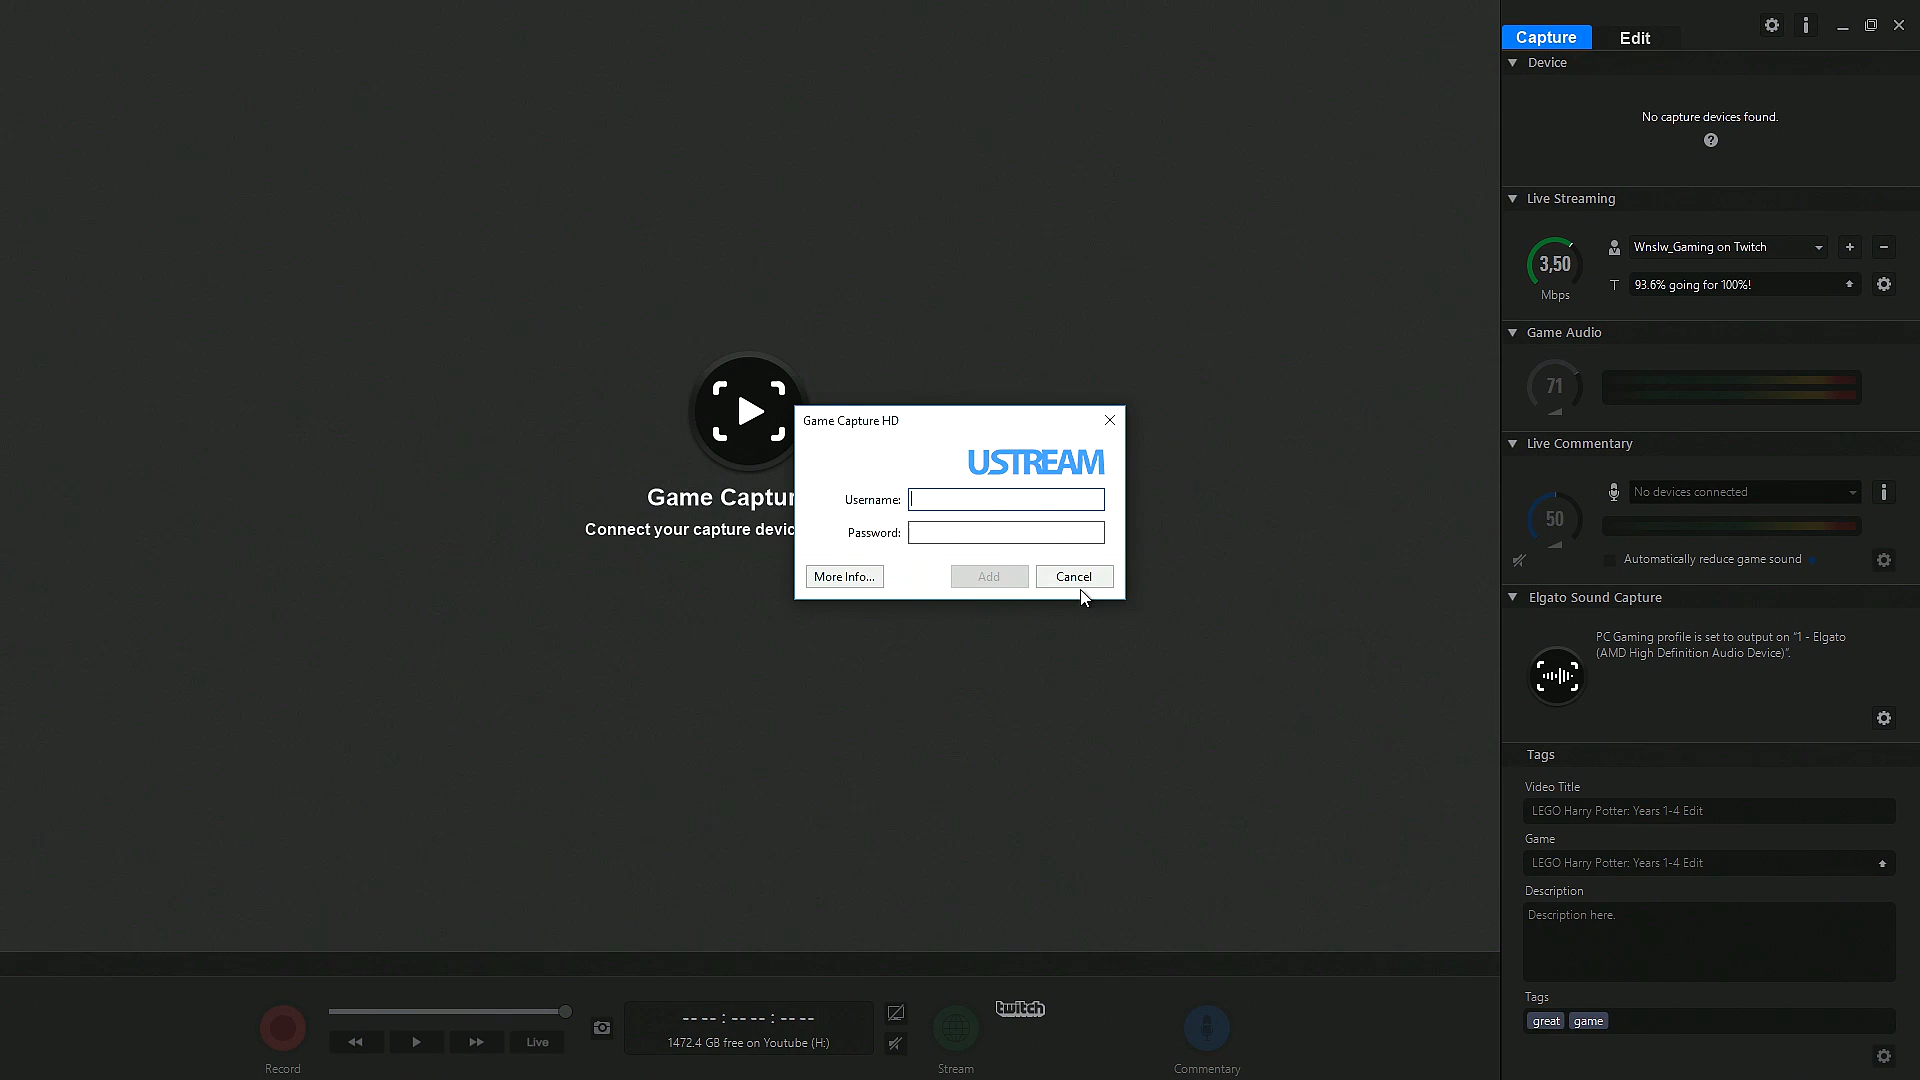 Capture
Edit
Device
No capture devices found.
Live Streaming
3,50
Mbps
Wnslw_Gaming on Twitch
93.6% going for 100%!
Game Audio
71
Live Commentary
No devices connected
50
Automatically reduce game sound
Elgato Sound Capture
PC Gaming profile is set to output on "1 - Elgato
(AMD High Definition Audio Device)".
Tags
Video Title
LEGO Harry Potter: Years 1-4 Edit
Game
LEGO Harry Potter: Years 1-4 Edit
Description
Description here.
Tags
great game
Game Captur
Connect your capture devic
Game Capture HD
USTREAM
Username:
Password:
More Info...
Add
Cancel
Live
-- -- : -- -- : -- --
1472.4 GB free on Youtube (H:)
twitch
Record
Stream
Commentary